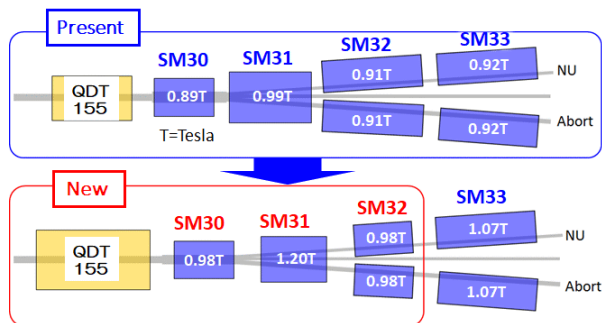 Present
SM30
SM31
SM32
SM33
QDT
155
0.89T
0.99T
0.91T
0.92T
NU
0.91T
0.92T
Abort
T=Tesla
New
SM30
SM31
SM32
SM33
QDT
155
0.98T
1.20T
0.98T
1.07T
NU
0.98T
1.07T
Abort